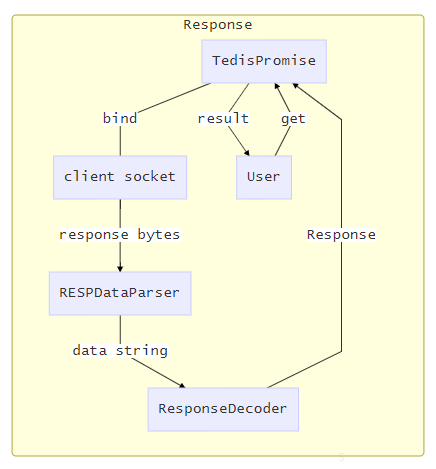 Response
TedisPromise
bind
result
get
client socket
User
response bytes
Response
RESPDataParser
data string
ResponseDecoder